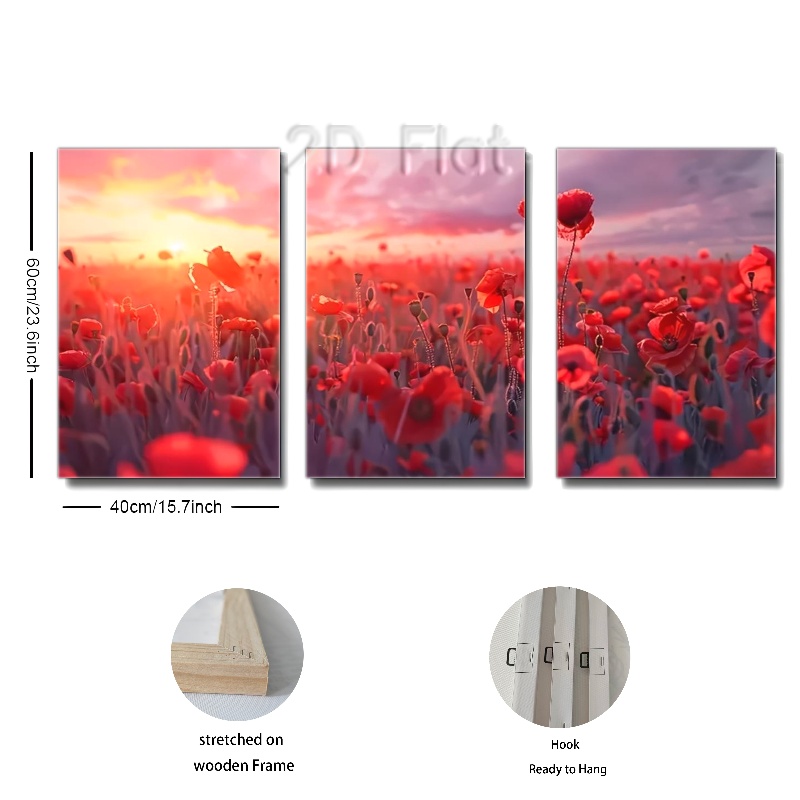 2D Flat
60cm/23.6inch
40cm/15.7inch
stretched on
wooden Frame
Hook
Ready to Hang